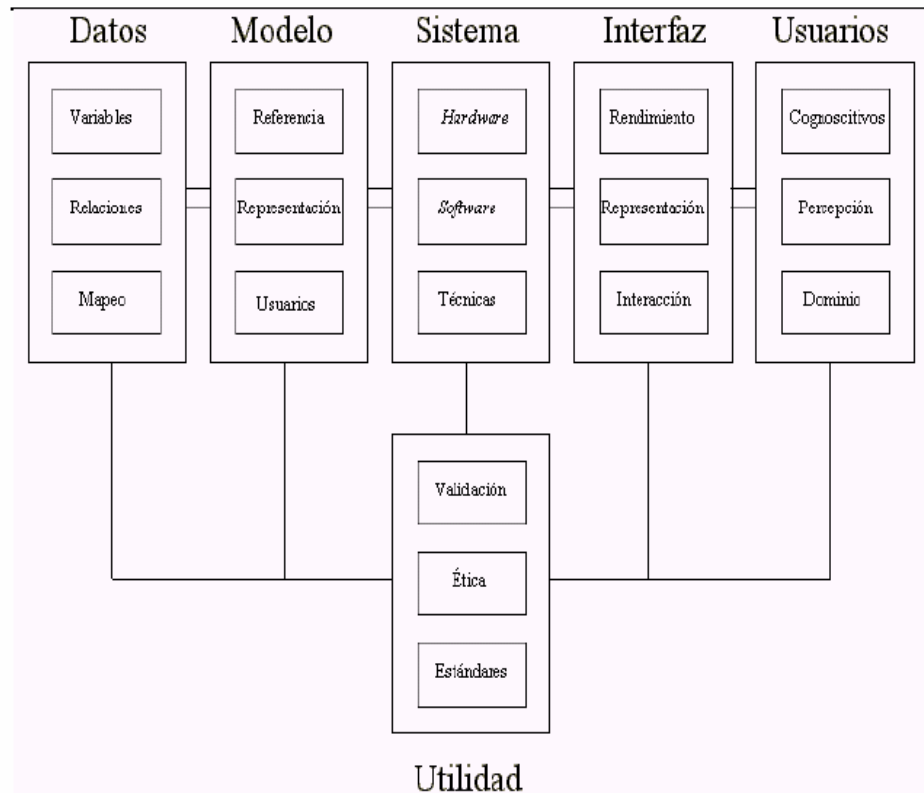 Datos
Modelo
Sistema
Interfaz
Usuarios
Variables
Relaciones
Mapeo
Referencia
Representación
Usuarios
Hardware
Software
Técnicas
Rendimiento
Representación
Interacción
Cognoscitivos
Percepción
Dominio
Validación
Ética
Estándares
Utilidad